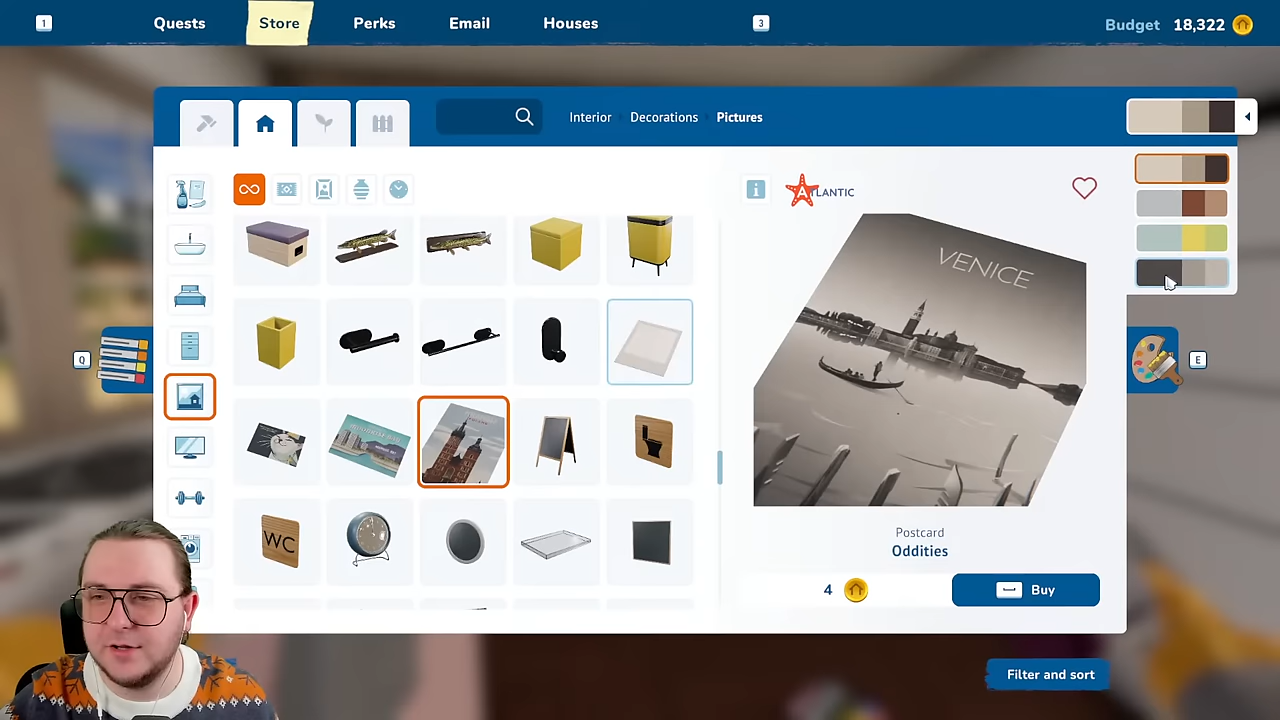 1
Quests
Store
Perks
Email
Houses
3
Budget 18,322
Interior
Decorations
Pictures
ATLANTIC
VENICE
Q
E
WC
Postcard
Oddities
4
Buy
Filter and sort